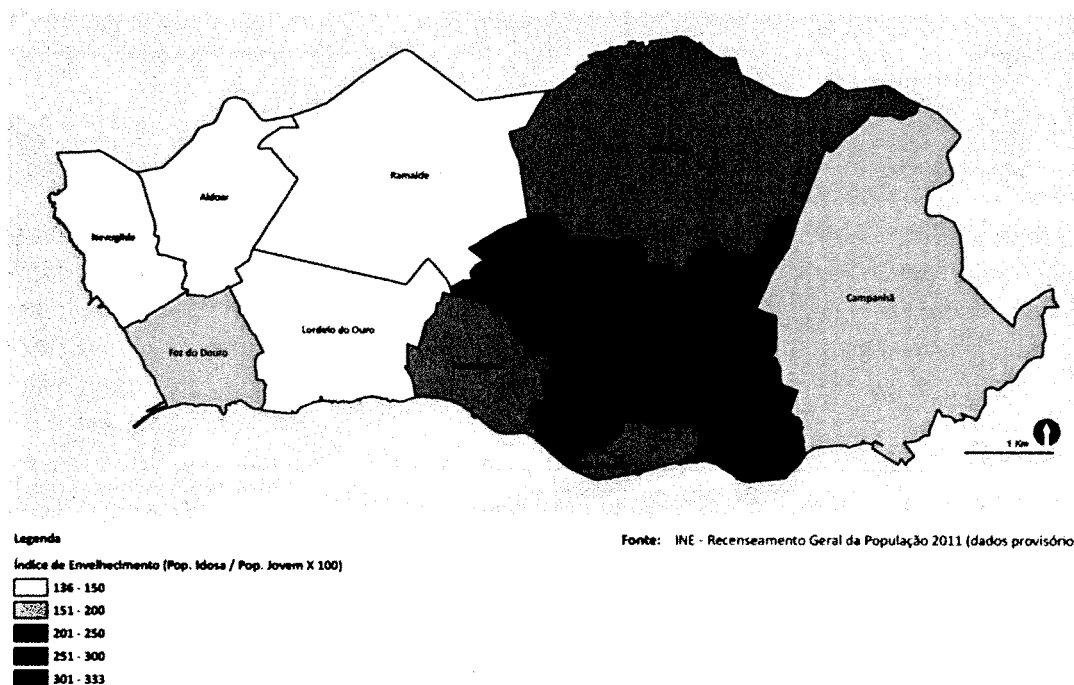 Ramalde
Aldoar
Nevogilde
Campanhã
Lordelo do Ouro
Foz do Douro
1 Km
Legenda
Fonte: INE - Recenseamento Geral da População 2011 (dados provisório
Índice de Envelhecimento (Pop. Idosa / Pop. Jovem X 100)
136 - 150
151 - 200
201 - 250
251 - 300
301 - 333